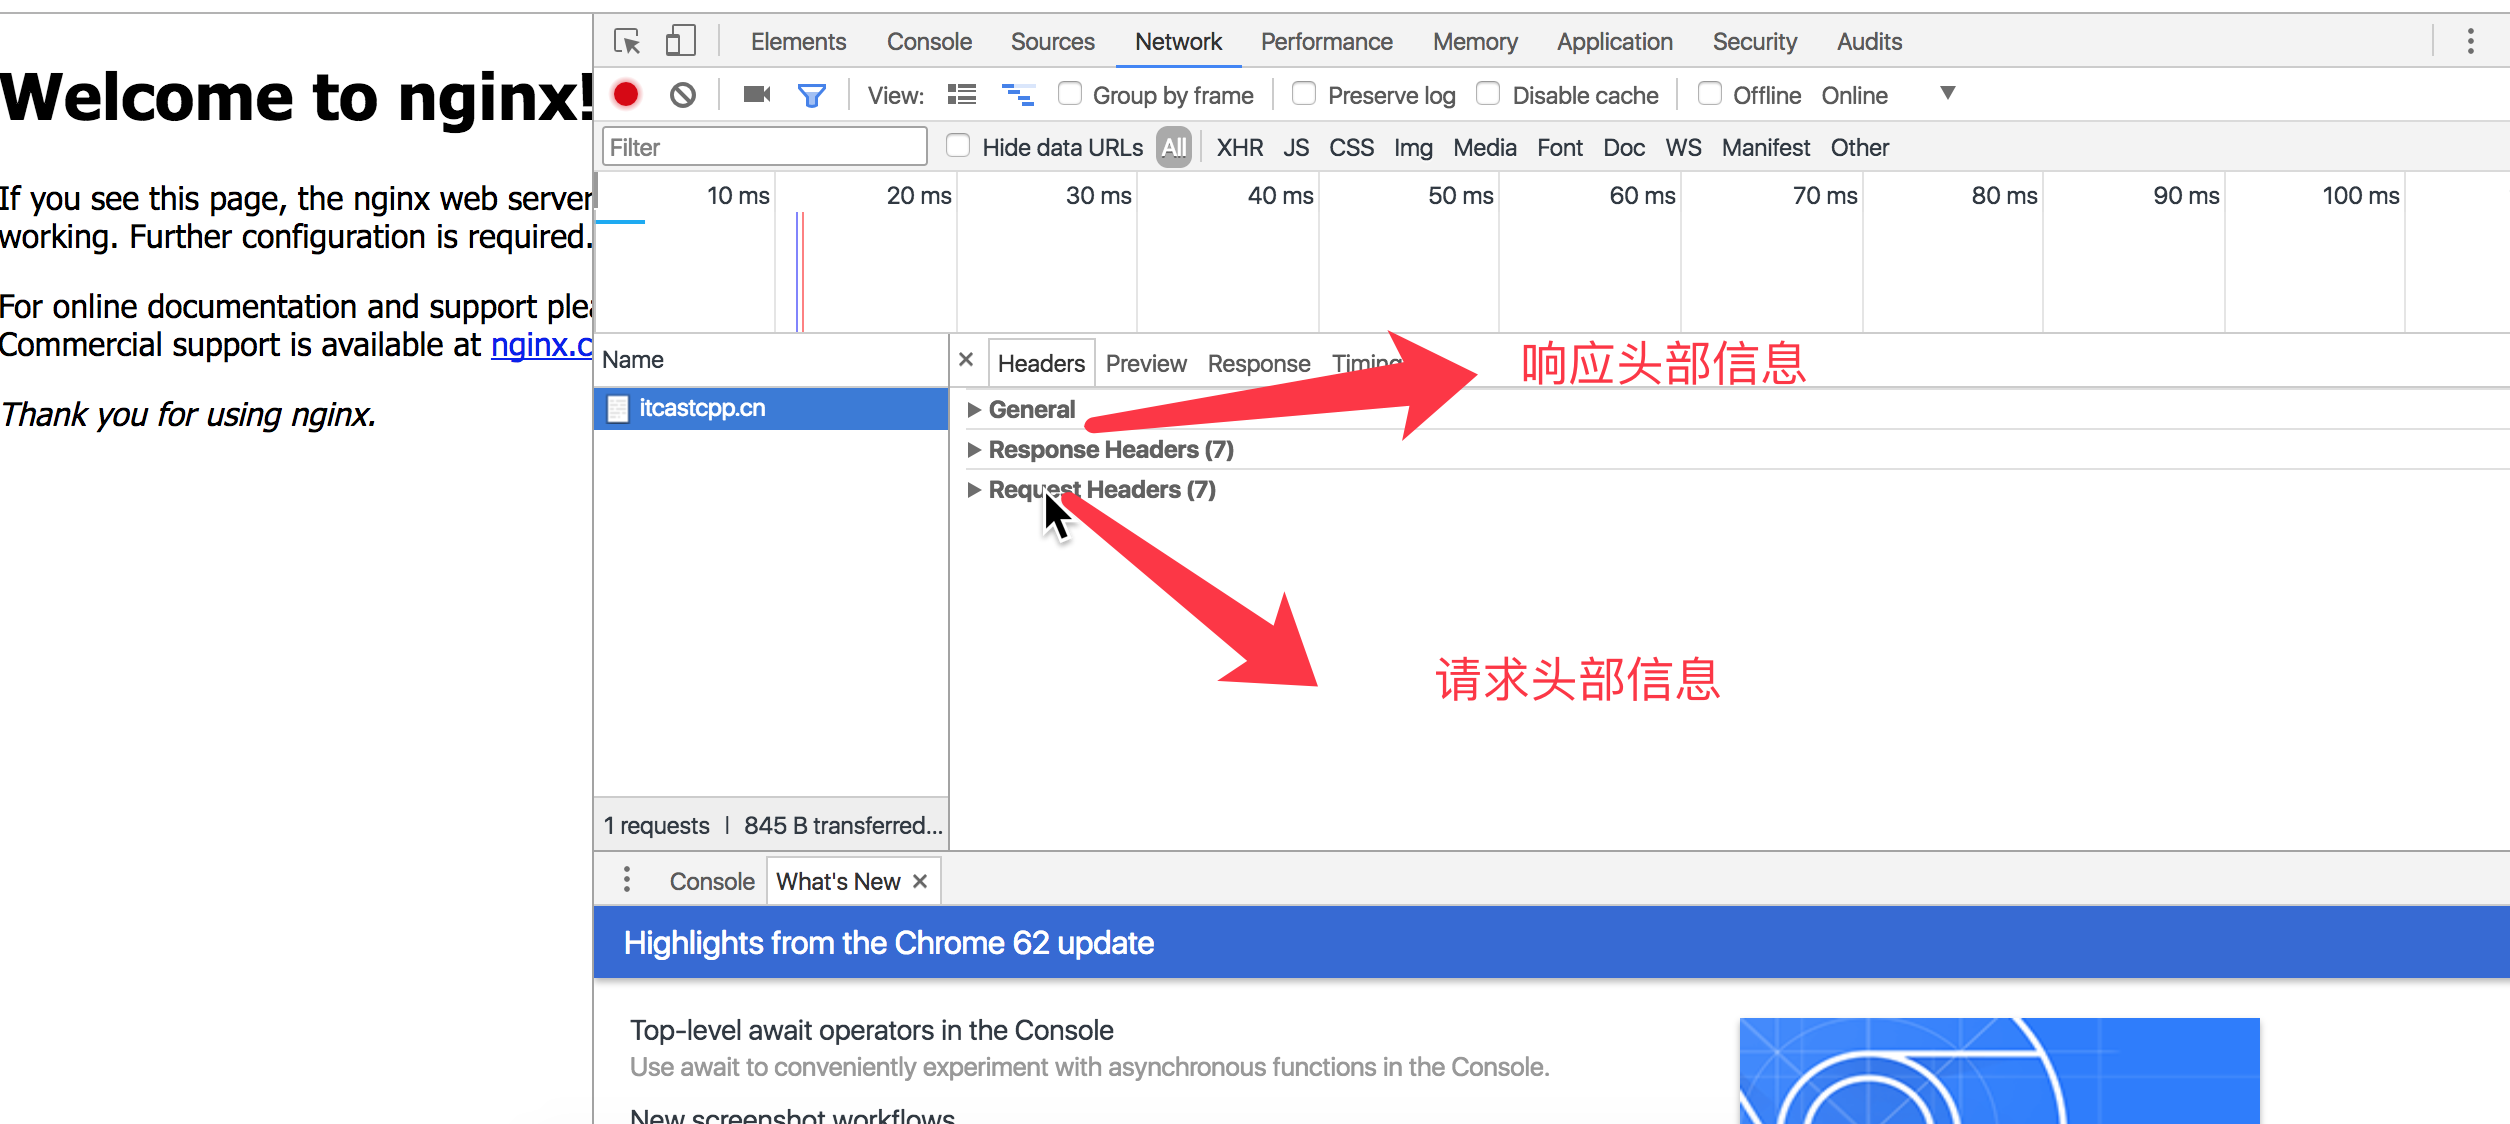 Welcome to nginx!
If you see this page, the nginx web server
working. Further configuration is required.
For online documentation and support
Commercial support is available at nginx.c
Thank you for using nginx.
Elements Console Sources Network Performance Memory Application Security Audits
View: Group by frame Preserve log Disable cache Offline Online
Filter Hide data URLs All XHR JS CSS Img Media Font Doc WS Manifest Other
10 ms 20 ms 30 ms 40 ms 50 ms 60 ms 70 ms 80 ms 90 ms 100 ms
Name
× Headers Preview Response Timing
响应头部信息
itcastcpp.cn
General
Response Headers (7)
Request Headers (7)
请求头部信息
1 requests | 845 B transferred...
Console What's New ×
Highlights from the Chrome 62 update
Top-level await operators in the Console
Use await to conveniently experiment with asynchronous functions in the Console.
New screenshot workflows